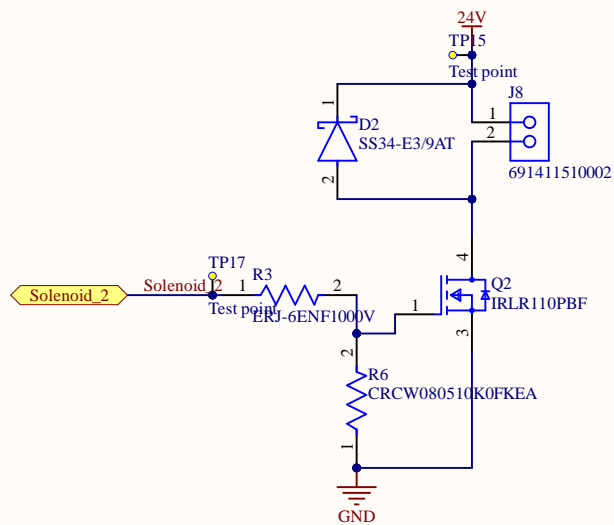 24V
TP15
Test point
J8
1
1
2
D2
SS34-E3/9AT
2
691411510002
4
TP17
Solenoid_2
Solenoid_2
R3
1
2
Test point
ERJ-6ENF1000V
1
Q2
IRLR110PBF
3
2
R6
CRCW080510K0FKEA
1
GND